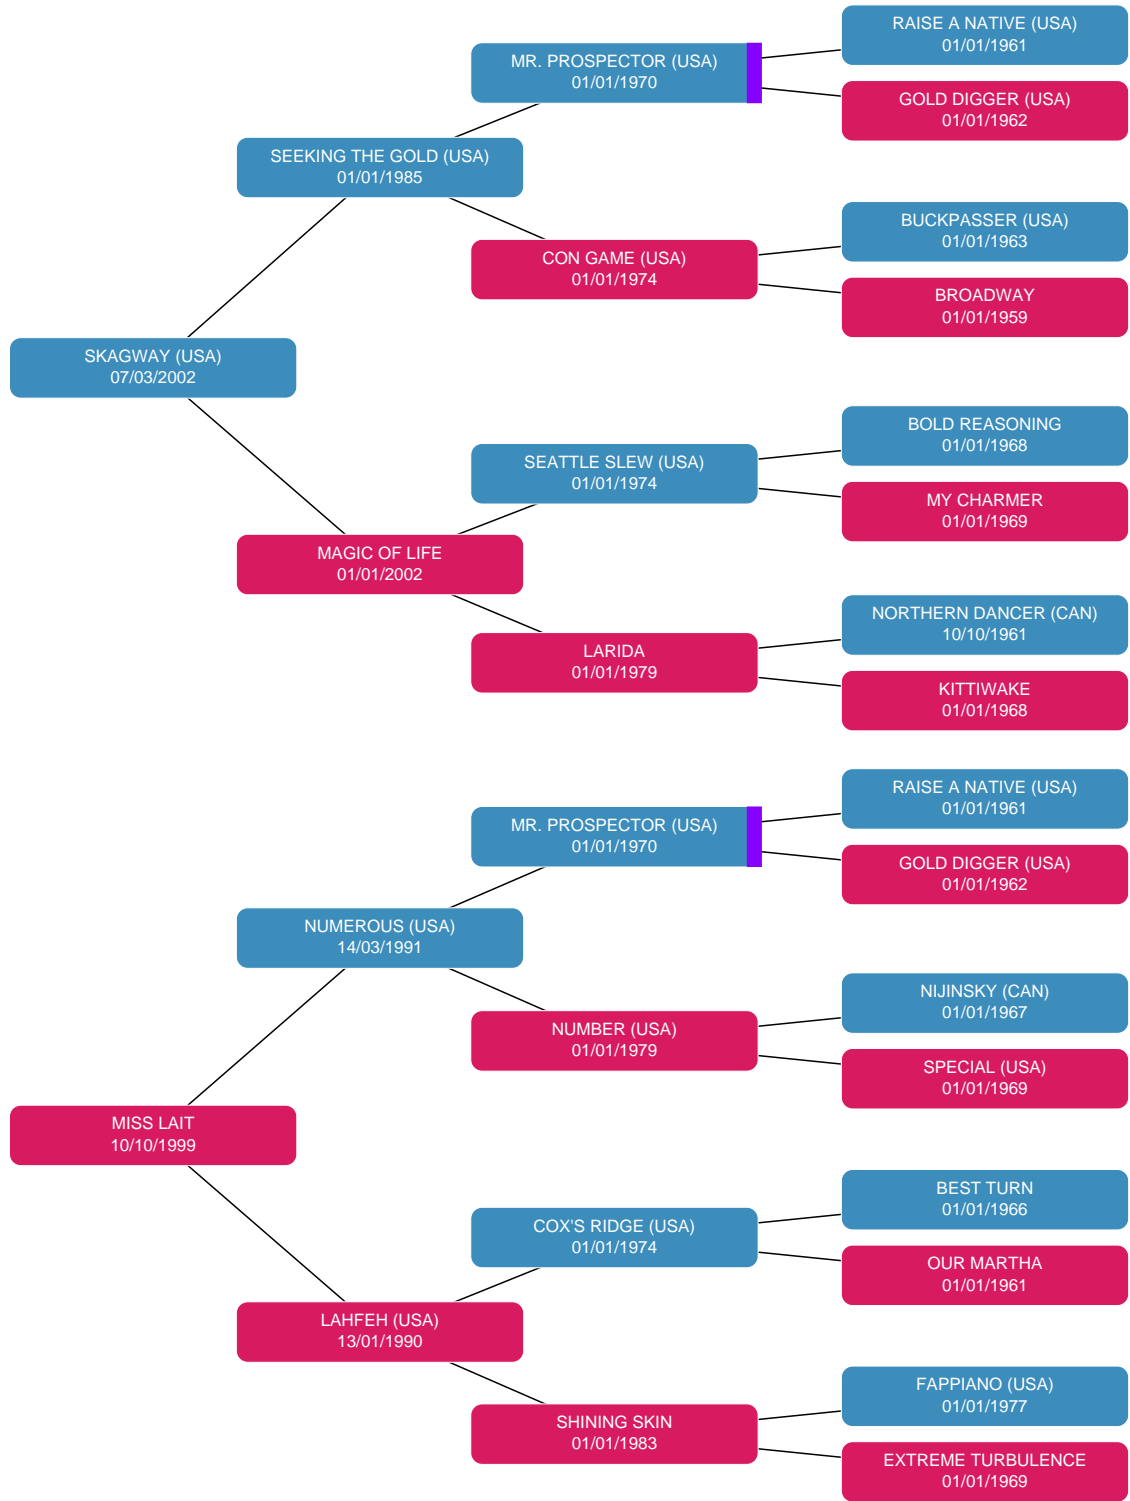 RAISE A NATIVE (USA)
01/01/1961
MR. PROSPECTOR (USA)
01/01/1970
GOLD DIGGER (USA)
01/01/1962
SEEKING THE GOLD (USA)
01/01/1985
BUCKPASSER (USA)
01/01/1963
CON GAME (USA)
01/01/1974
BROADWAY
01/01/1959
SKAGWAY (USA)
07/03/2002
BOLD REASONING
01/01/1968
SEATTLE SLEW (USA)
01/01/1974
MY CHARMER
01/01/1969
MAGIC OF LIFE
01/01/2002
NORTHERN DANCER (CAN)
10/10/1961
LARIDA
01/01/1979
KITTIWAKE
01/01/1968
RAISE A NATIVE (USA)
01/01/1961
MR. PROSPECTOR (USA)
01/01/1970
GOLD DIGGER (USA)
01/01/1962
NUMEROUS (USA)
14/03/1991
NIJINSKY (CAN)
01/01/1967
NUMBER (USA)
01/01/1979
SPECIAL (USA)
01/01/1969
MISS LAIT
10/10/1999
BEST TURN
01/01/1966
COX'S RIDGE (USA)
01/01/1974
OUR MARTHA
01/01/1961
LAHFEH (USA)
13/01/1990
FAPPIANO (USA)
01/01/1977
SHINING SKIN
01/01/1983
EXTREME TURBULENCE
01/01/1969